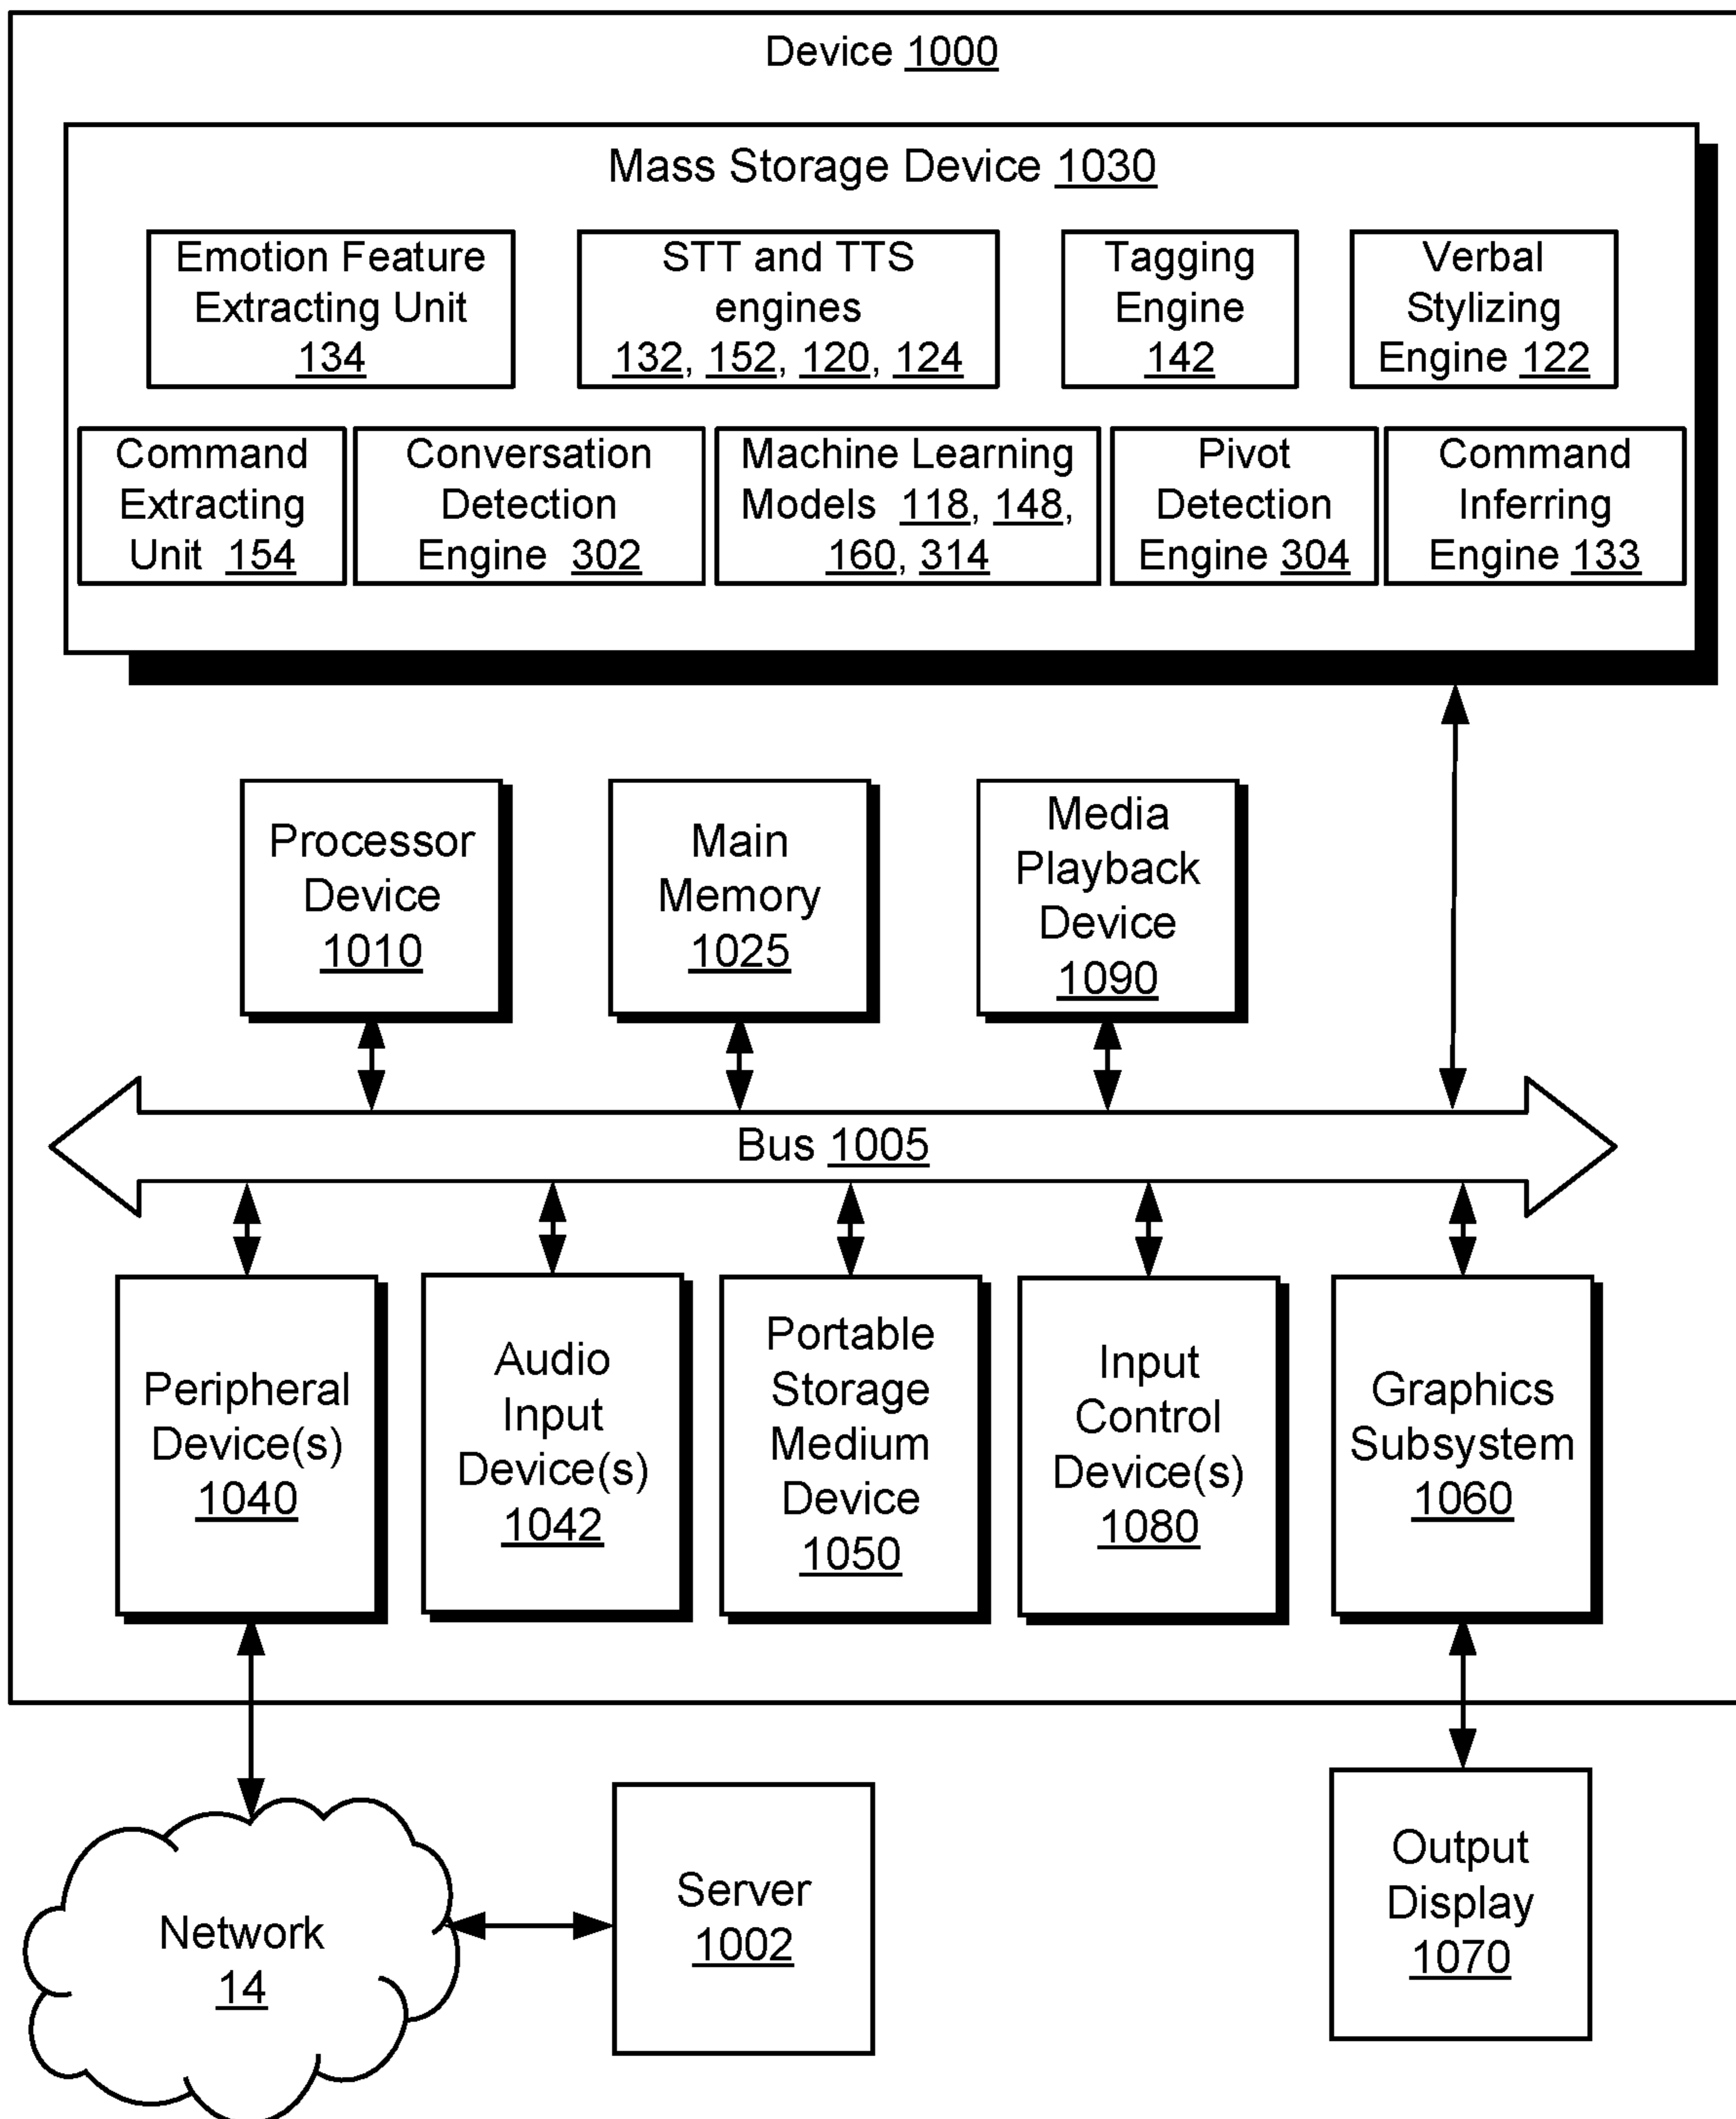 Device 1000
Mass Storage Device 1030
Emotion Feature
Extracting Unit
134
STT and TTS
engines
132, 152, 120, 124
Tagging
Engine
142
Verbal
Stylizing
Engine 122
Command
Extracting
Unit 154
Conversation
Detection
Engine 302
Machine Learning
Models 118, 148,
160, 314
Pivot
Detection
Engine 304
Command
Inferring
Engine 133
Processor
Device
1010
Main
Memory
1025
Media
Playback
Device
1090
Bus 1005
Peripheral
Device(s)
1040
Audio
Input
Device(s)
1042
Portable
Storage
Medium
Device
1050
Input
Control
Device(s)
1080
Graphics
Subsystem
1060
Network
14
Server
1002
Output
Display
1070